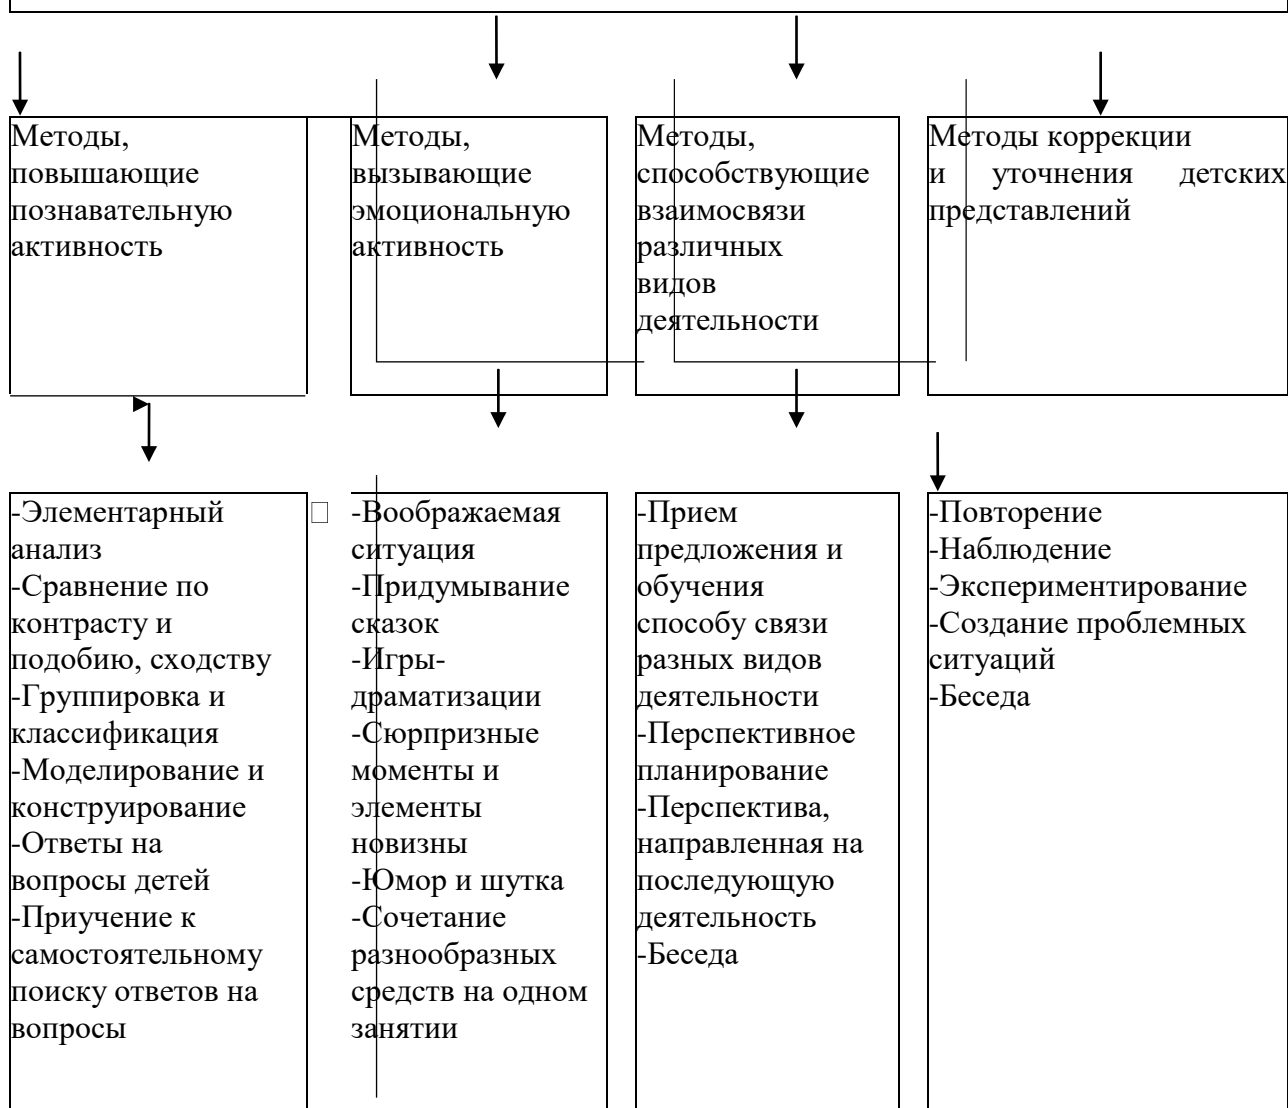 Методы,
повышающие
познавательную
активность
Методы,
вызывающие
эмоциональную
активность
Методы,
способствующие
взаимосвязи
различных
видов
деятельности
Методы коррекции
и уточнения детских
представлений
-Элементарный
анализ
-Сравнение по
контрасту и
подобию, сходству
-Группировка и
классификация
-Моделирование и
конструирование
-Ответы на
вопросы детей
-Приучение к
самостоятельному
поиску ответов на
вопросы
-Воображаемая
ситуация
-Придумывание
сказок
-Игры-
драматизации
-Сюрпризные
моменты и
элементы
новизны
-Юмор и шутка
-Сочетание
разнообразных
средств на одном
занятии
-Прием
предложения и
обучения
способу связи
разных видов
деятельности
-Перспективное
планирование
-Перспектива,
направленная на
последующую
деятельность
-Беседа
-Повторение
-Наблюдение
-Экспериментирование
-Создание проблемных
ситуаций
-Беседа